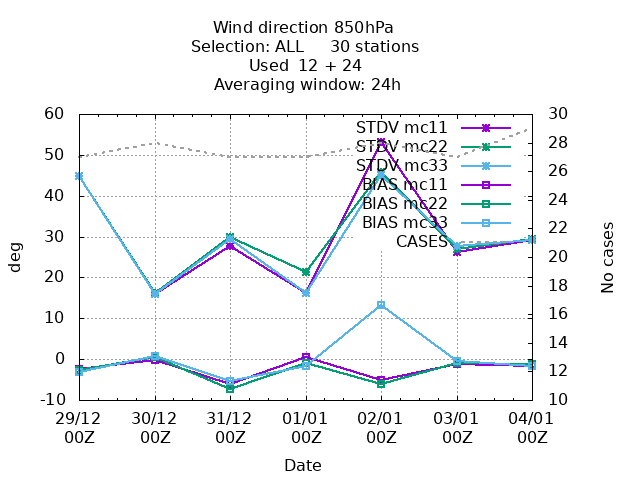 Wind direction 850hPa
Selection: ALL 30 stations
Used 12 + 24
Averaging window: 24h
60
50
40
30
20
10
0
-10
deg
30
28
26
24
22
20
18
16
14
12
10
No cases
STDV mc11
STDV mc22
STDV mc33
BIAS mc11
BIAS mc22
BIAS mc33
CASES
29/12 30/12 31/12 01/01 02/01 03/01 04/01
00Z 00Z 00Z 00Z 00Z 00Z 00Z
Date